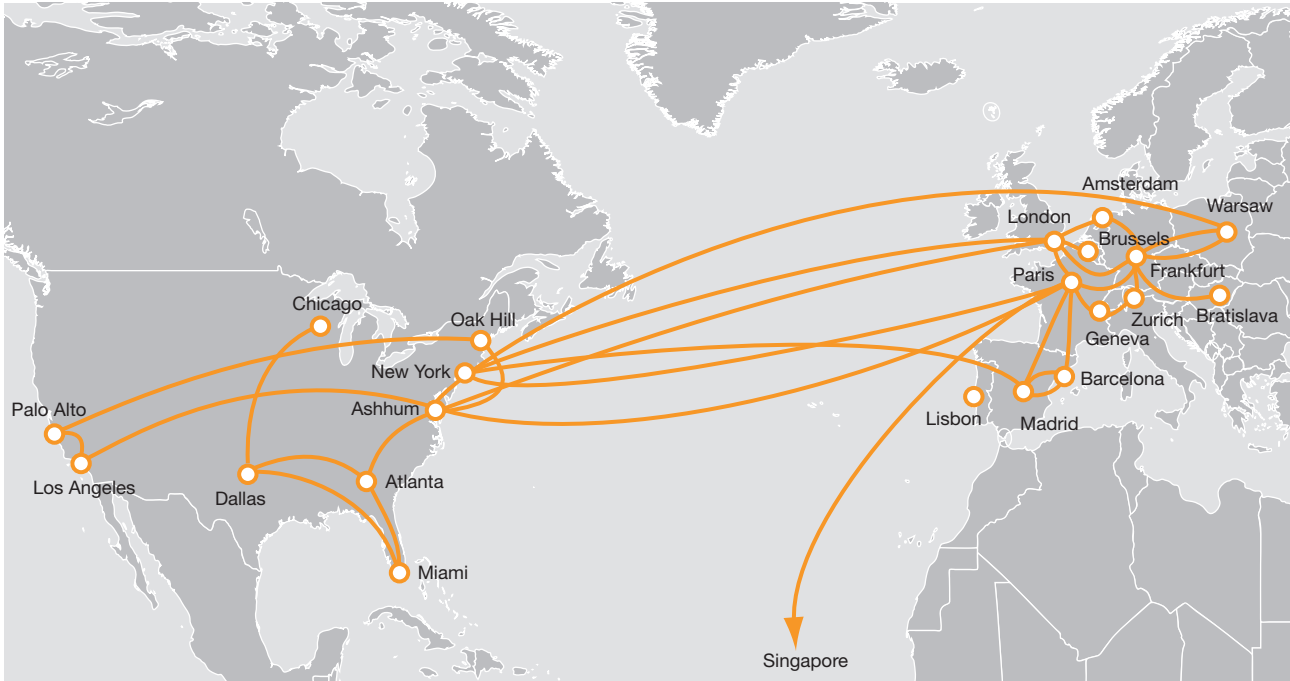 Amsterdam
Warsaw
London
Brussels
Paris
Frankfurt
Chicago
Oak Hill
Zurich
Bratislava
Geneva
New York
Barcelona
Palo Alto
Ashhum
Lisbon
Madrid
Los Angeles
Dallas
Atlanta
Miami
Singapore